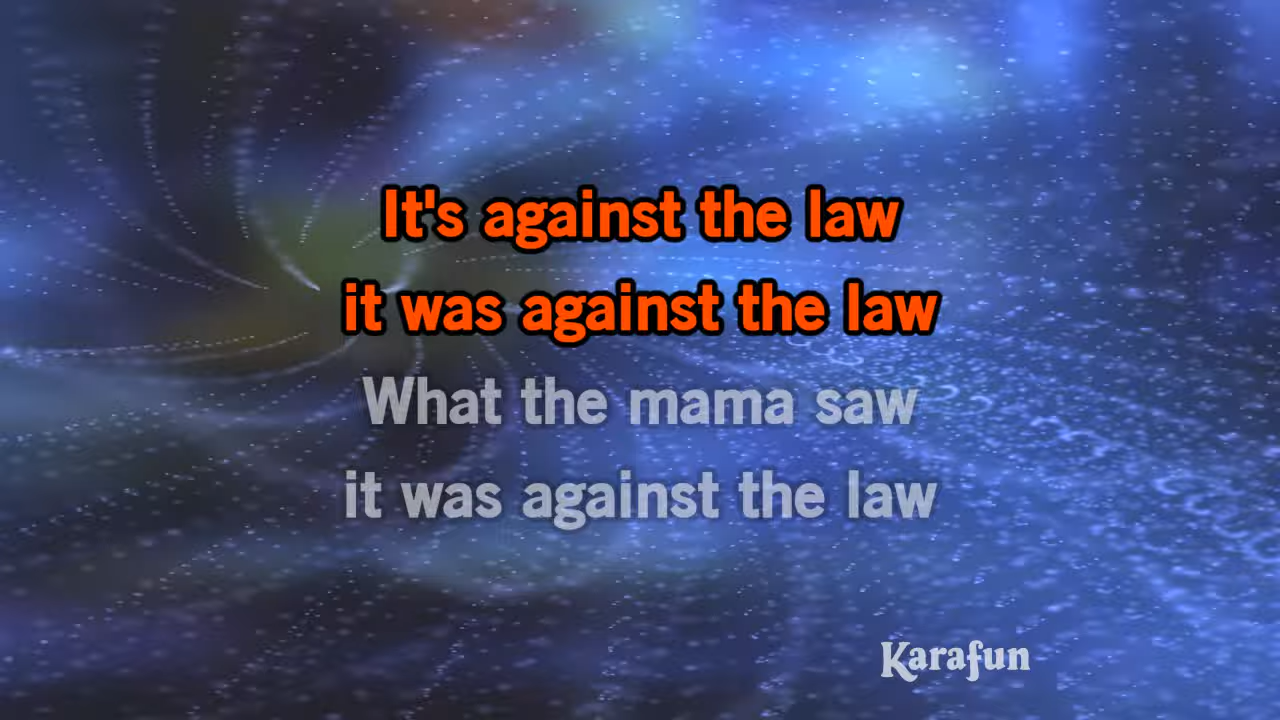 It's against the law
it was against the law
What the mama saw
it was against the law
Karafun